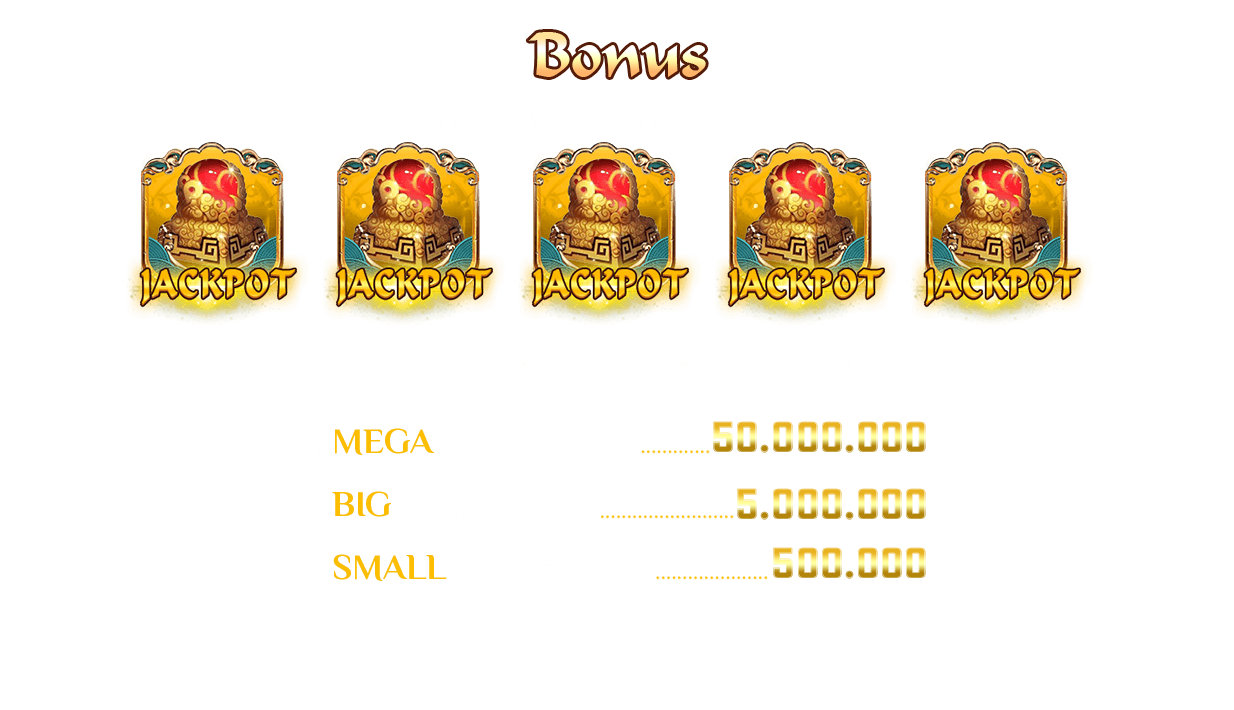 Bonus
JACKPOT JACKPOT JACKPOT JACKPOT JACKPOT
MEGA .............50.000.000
BIG .........................5.000.000
SMALL .....................500.000